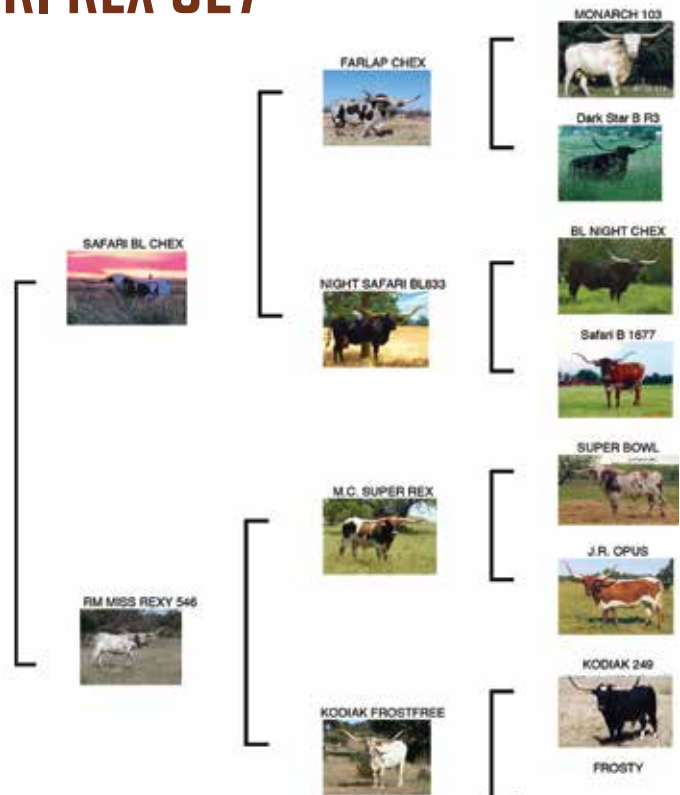 REX
MONARCH 103
FARLAP CHEX
Dark Star B R3
SAFARI BL CHEX
BL NIGHT CHEX
NIGHT SAFARI BL833
Safari B 1677
SUPER BOWL
M.C. SUPER REX
J.R. OPUS
RM MISS REXY 546
KODIAK 249
KODIAK FROSTFREE
FROSTY